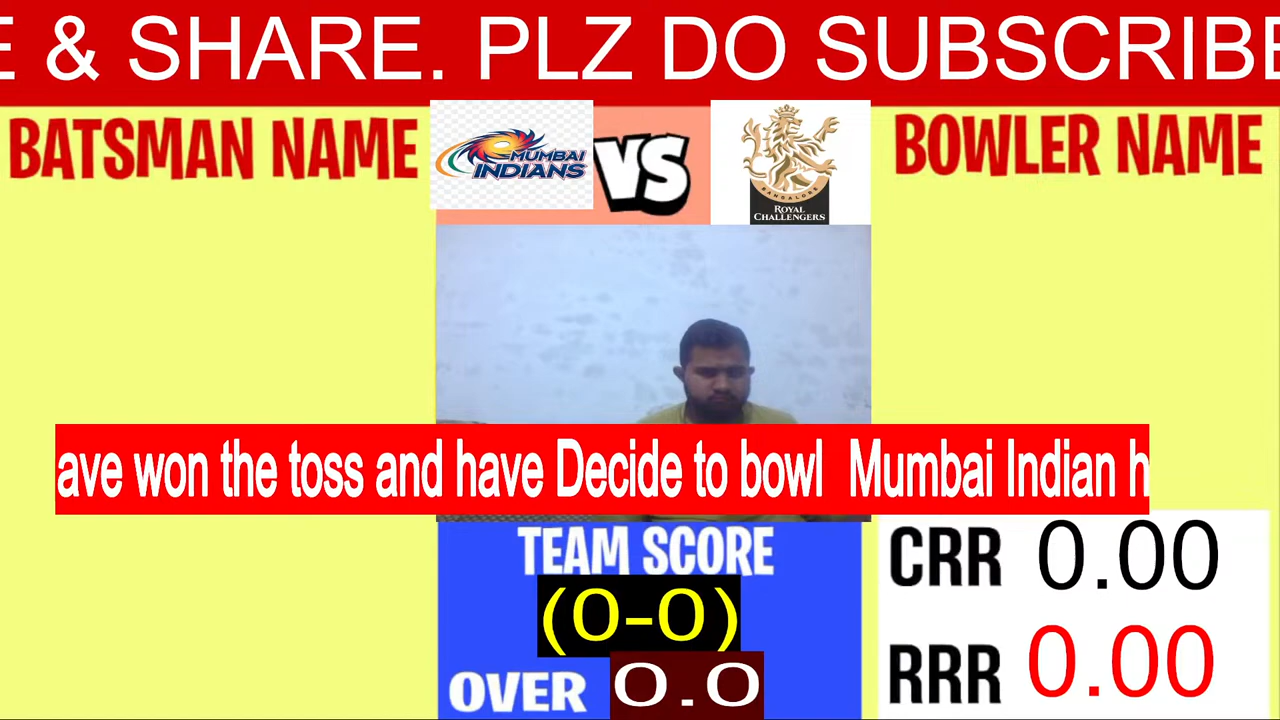 E & SHARE. PLZ DO SUBSCRIBE
BATSMAN NAME
MUMBAI
INDIANS
VS
BANGALORE
ROYAL
CHALLENGERS
BOWLER NAME
ave won the toss and have Decide to bowl Mumbai Indian h
TEAM SCORE
(0-0)
OVER 0.0
CRR 0.00
RRR 0.00